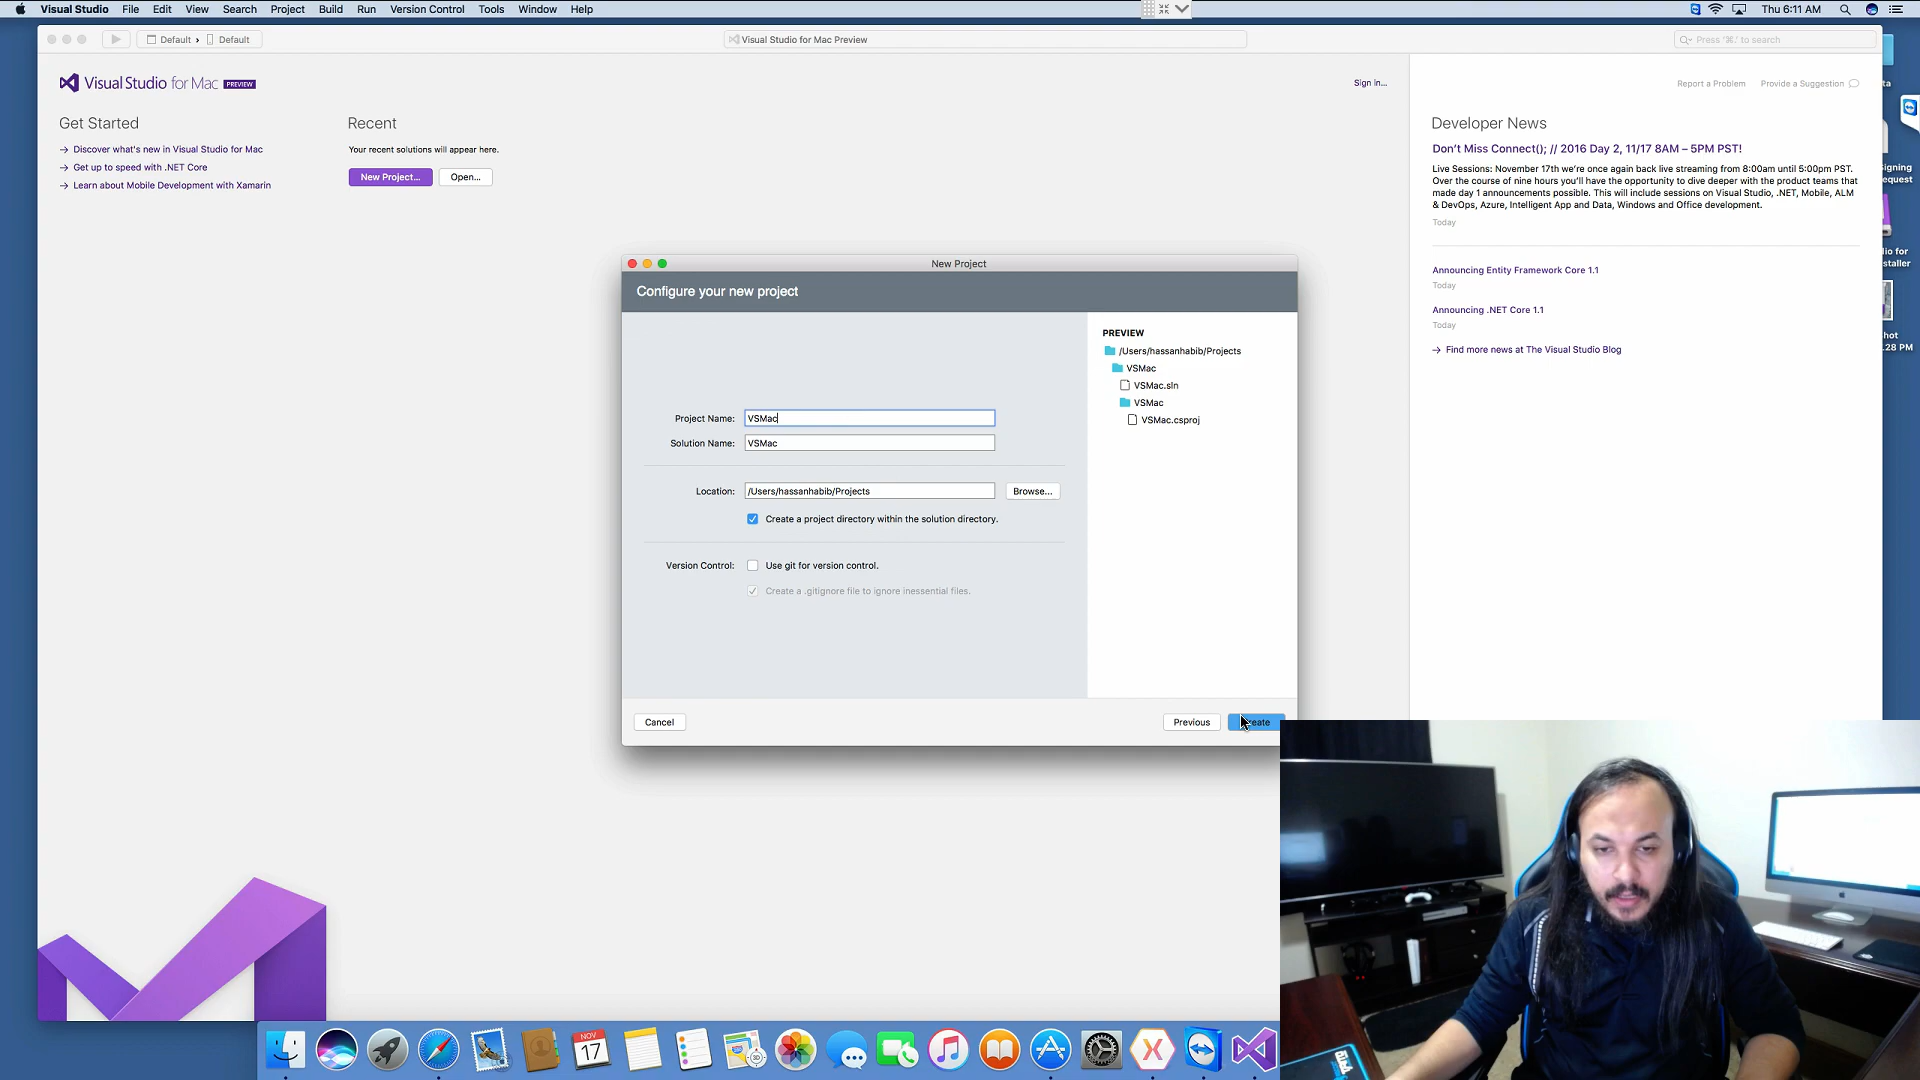 Visual Studio File Edit View Search Project Build Run Version Control Tools Window Help
Thu 6:11 AM
Default › Default
Visual Studio for Mac Preview
Press '⌘.' to search
Visual Studio for Mac PREVIEW
Sign in...
Report a Problem Provide a Suggestion
Get Started
Discover what's new in Visual Studio for Mac
Get up to speed with .NET Core
Learn about Mobile Development with Xamarin
Recent
Your recent solutions will appear here.
New Project... Open...
Developer News
Don't Miss Connect(); // 2016 Day 2, 11/17 8AM – 5PM PST!
Live Sessions: November 17th we're once again back live streaming from 8:00am until 5:00pm PST.
Over the course of nine hours you'll have the opportunity to dive deeper with the product teams that
made day 1 announcements possible. This will include sessions on Visual Studio, .NET, Mobile, ALM
& DevOps, Azure, Intelligent App and Data, Windows and Office development.
Today
Announcing Entity Framework Core 1.1
Today
Announcing .NET Core 1.1
Today
Find more news at The Visual Studio Blog
New Project
Configure your new project
Project Name: VSMac
Solution Name: VSMac
Location: /Users/hassanhabib/Projects Browse...
Create a project directory within the solution directory.
Version Control: Use git for version control.
Create a .gitignore file to ignore inessential files.
PREVIEW
/Users/hassanhabib/Projects
VSMac
VSMac.sln
VSMac
VSMac.csproj
Cancel Previous
NOV
17